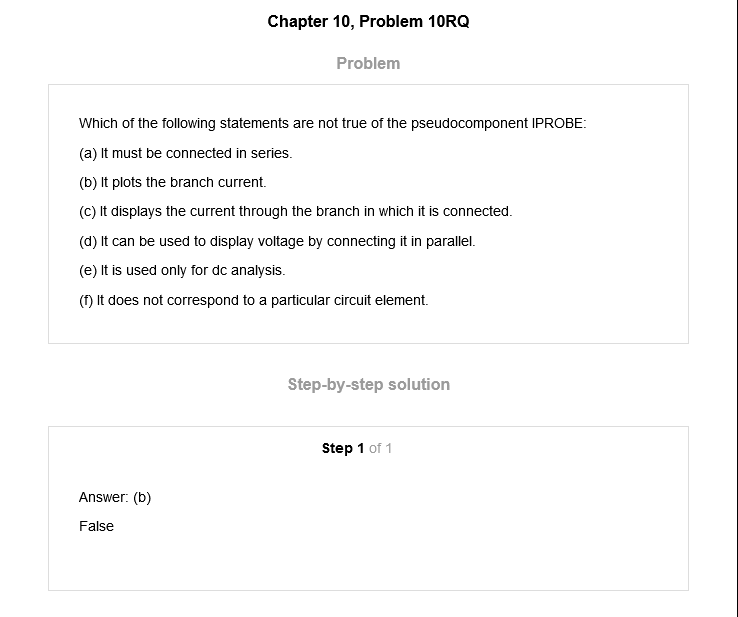 Chapter 10, Problem 10RQ
Problem
Which of the following statements are not true of the pseudocomponent IPROBE:
(a) It must be connected in series.
(b) It plots the branch current.
(c) It displays the current through the branch in which it is connected.
(d) It can be used to display voltage by connecting it in parallel.
(e) It is used only for dc analysis.
(f) It does not correspond to a particular circuit element.
Step-by-step solution
Step 1 of 1
Answer: (b)
False